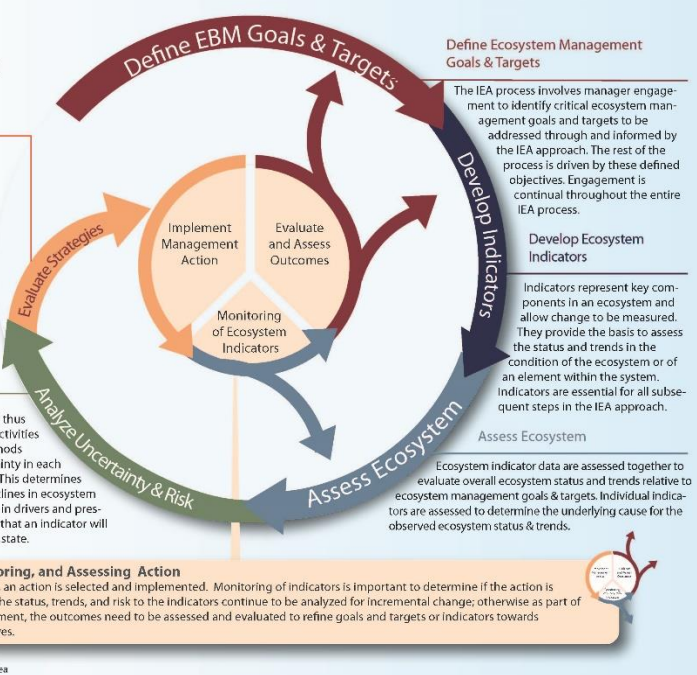 Define EBM Goals & Targets
Develop Indicators
Assess Ecosystem
Analyze Uncertainty & Risk
Evaluate Strategies
Implement
Management
Action
Evaluate
and Assess
Outcomes
Monitoring
of Ecosystem
Indicators
Define Ecosystem Management
Goals & Targets
The IEA process involves manager engage-
ment to identify critical ecosystem man-
agement goals and targets to be
addressed through and informed by
the IEA approach. The rest of the
process is driven by these defined
objectives. Engagement is
continual throughout the entire
IEA process.
Develop Ecosystem
Indicators
Indicators represent key com-
ponents in an ecosystem and
allow change to be measured.
They provide the basis to assess
the status and trends in the
condition of the ecosystem or of
an element within the system.
Indicators are essential for all subse-
quent steps in the IEA approach.
Assess Ecosystem
Ecosystem indicator data are assessed together to
evaluate overall ecosystem status and trends relative to
ecosystem management goals & targets. Individual indica-
tors are assessed to determine the underlying cause for the
observed ecosystem status & trends.
thus
ctivities
nods
inty in each
This determines
clines in ecosystem
in drivers and pres-
that an indicator will
state.
oring, and Assessing Action
, an action is selected and implemented. Monitoring of indicators is important to determine if the action is
he status, trends, and risk to the indicators continue to be analyzed for incremental change; otherwise as part of
ment, the outcomes need to be assessed and evaluated to refine goals and targets or indicators towards
ves.
ea